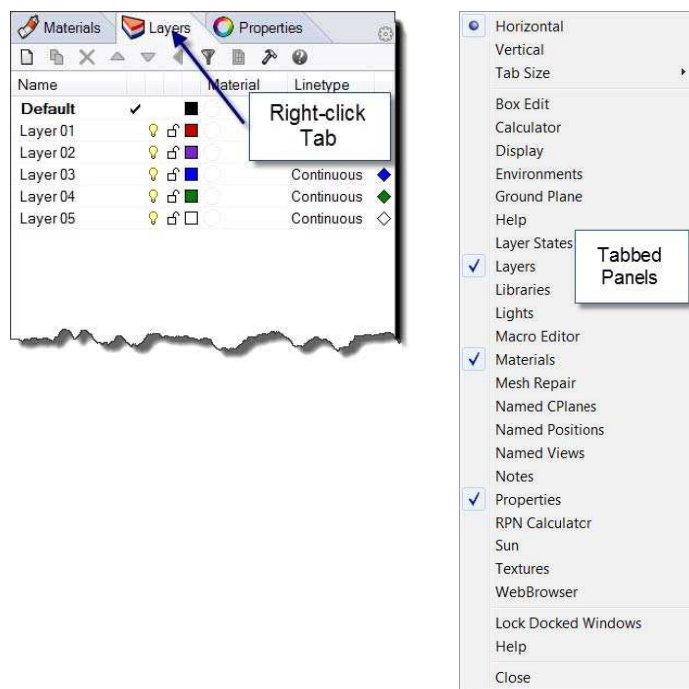 Materials Layers Properties
Name Material Linetype
Default
Layer 01
Layer 02
Layer 03 Continuous
Layer 04 Continuous
Layer 05 Continuous
Right-click
Tab
Horizontal
Vertical
Tab Size
Box Edit
Calculator
Display
Environments
Ground Plane
Help
Layer States
Layers
Libraries
Lights
Macro Editor
Materials
Mesh Repair
Named CPlanes
Named Positions
Named Views
Notes
Properties
RPN Calculator
Sun
Textures
WebBrowser
Lock Docked Windows
Help
Close
Tabbed
Panels